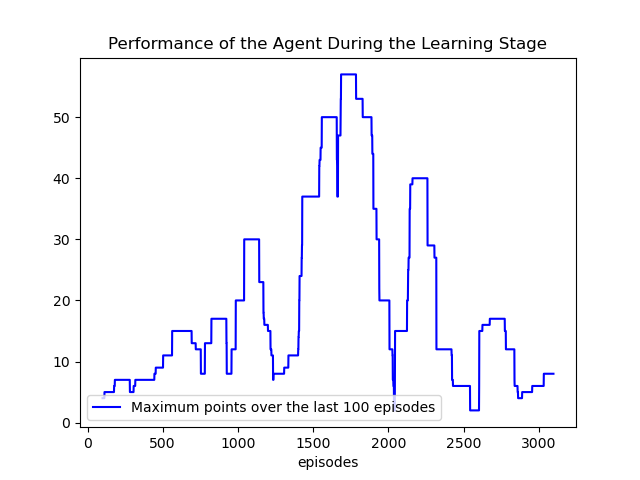 Performance of the Agent During the Learning Stage
50
40
30
20
10
0
Maximum points over the last 100 episodes
0 500 1000 1500 2000 2500 3000
episodes